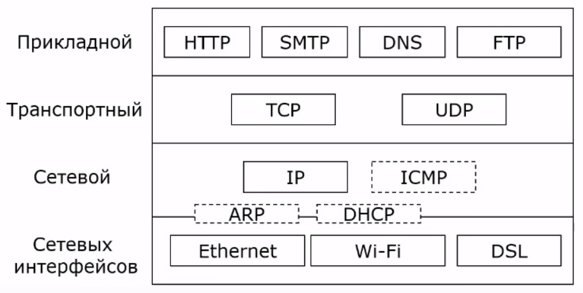 Прикладной
HTTP SMTP DNS FTP
Транспортный
TCP UDP
Сетевой
IP ICMP
ARP DHCP
Сетевых
интерфейсов
Ethernet Wi-Fi DSL